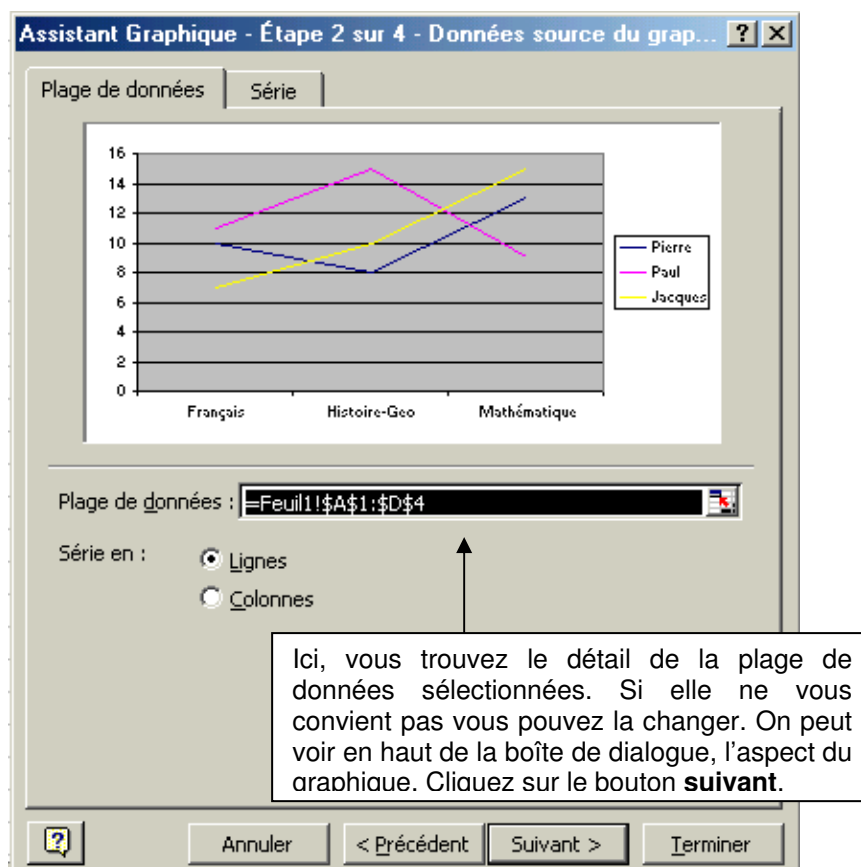 Assistant Graphique - Étape 2 sur 4 - Données source du grap... ? X
Plage de données Série
16
14
12
10
8
6
4
2
0
Français Histoire-Geo Mathématique
Pierre
Paul
Jacques
Plage de données : =Feuil1!$A$1:$D$4
Série en : Lignes
Colonnes
Ici, vous trouvez le détail de la plage de
données sélectionnées. Si elle ne vous
convient pas vous pouvez la changer. On peut
voir en haut de la boîte de dialogue, l’aspect du
graphique. Cliquez sur le bouton suivant.
? Annuler < Précédent Suivant > Terminer